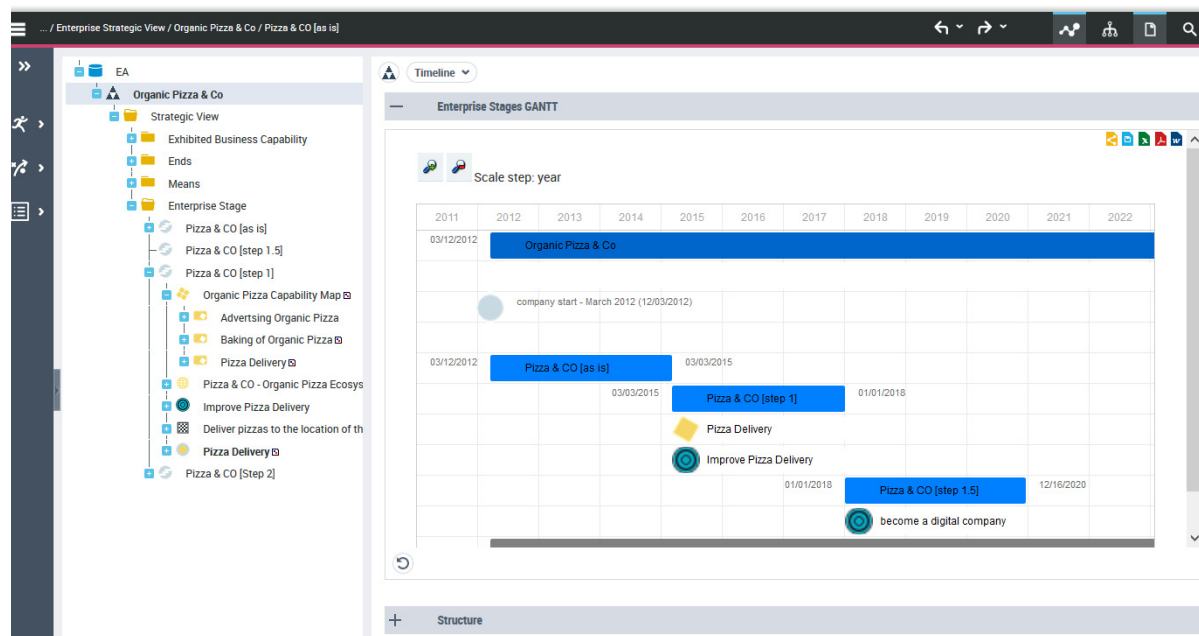 ... / Enterprise Strategic View / Organic Pizza & Co / Pizza & CO [as is]
EA
Organic Pizza & Co
Strategic View
Exhibited Business Capability
Ends
Means
Enterprise Stage
Pizza & CO [as is]
Pizza & CO [step 1.5]
Pizza & CO [step 1]
Organic Pizza Capability Map
Advertsing Organic Pizza
Baking of Organic Pizza
Pizza Delivery
Pizza & CO - Organic Pizza Ecosys
Improve Pizza Delivery
Deliver pizzas to the location of th
Pizza Delivery
Pizza & CO [Step 2]
Timeline
Enterprise Stages GANTT
Scale step: year
2011 2012 2013 2014 2015 2016 2017 2018 2019 2020 2021 2022
03/12/2012 Organic Pizza & Co
company start - March 2012 (12/03/2012)
03/12/2012 Pizza & CO [as is] 03/03/2015
03/03/2015 Pizza & CO [step 1] 01/01/2018
Pizza Delivery
Improve Pizza Delivery
01/01/2018 Pizza & CO [step 1.5] 12/16/2020
become a digital company
Structure